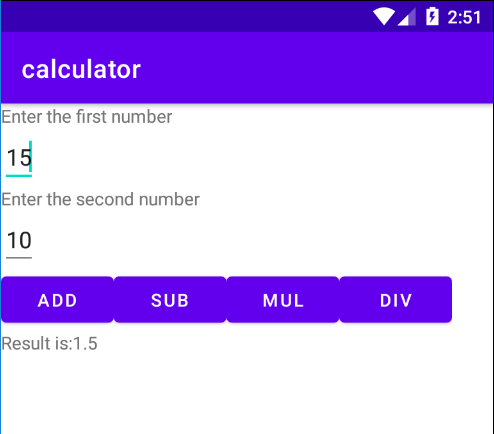 2:51
calculator
Enter the first number
15
Enter the second number
10
ADD SUB MUL DIV
Result is:1.5